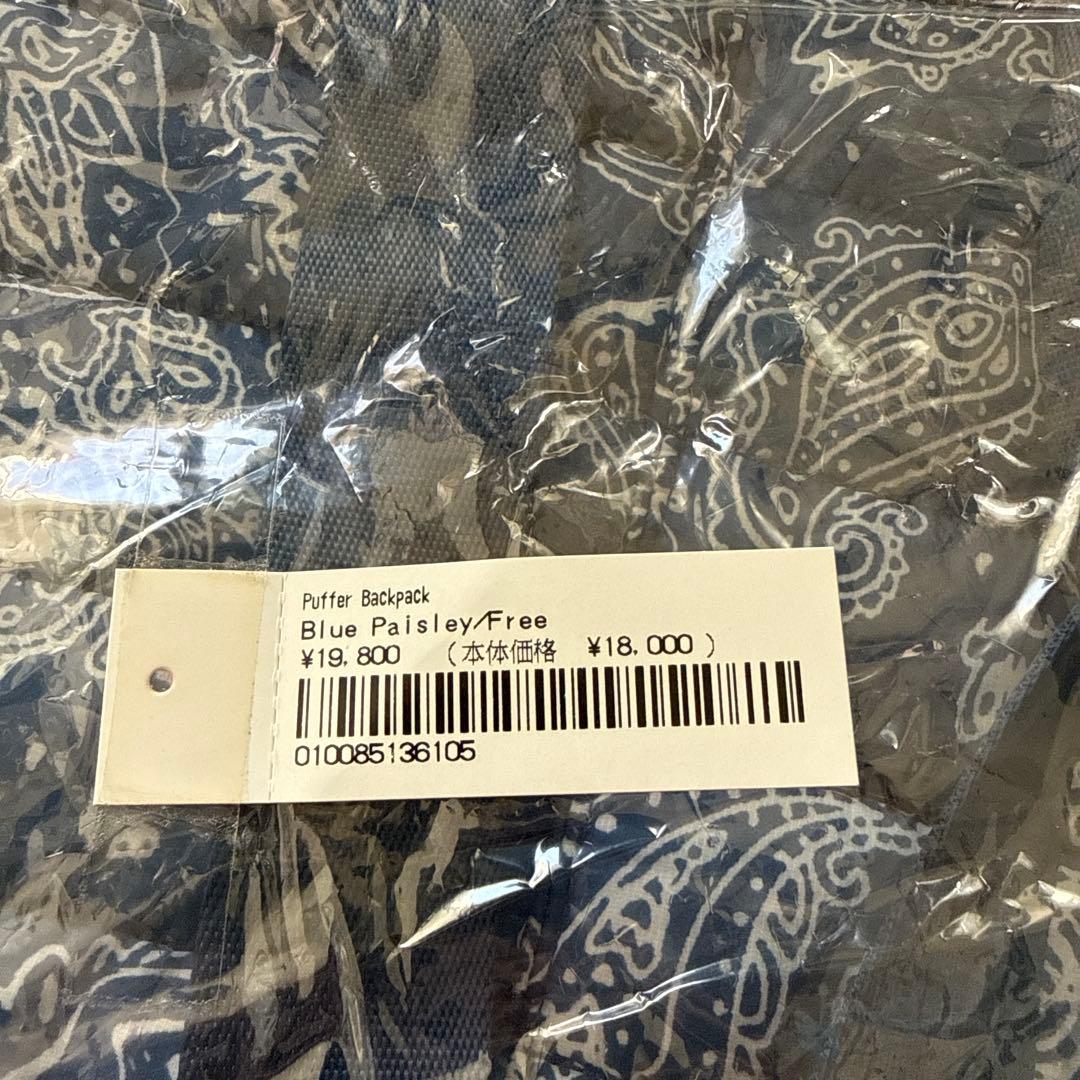 Puffer Backpack
Blue Paisley/Free
¥19,800 (本体価格 ¥18,000)
010085136105